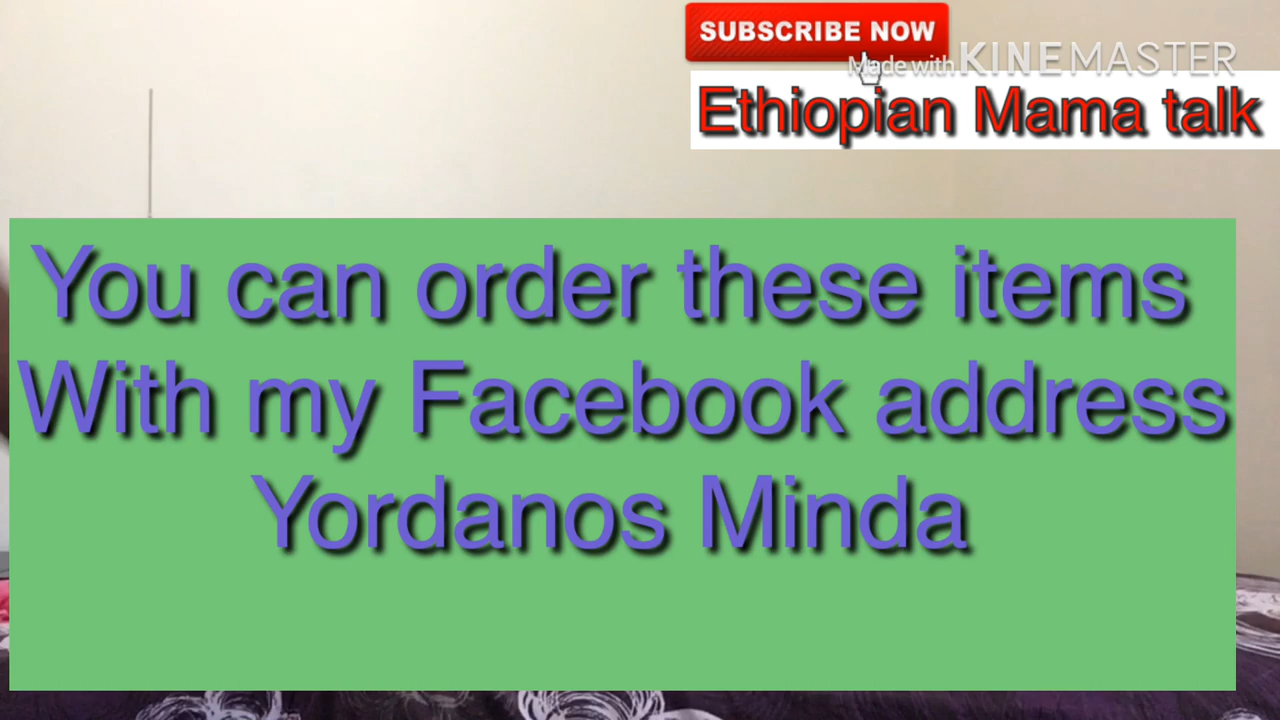 SUBSCRIBE NOW
Made with KINEMASTER
Ethiopian Mama talk
You can order these items
With my Facebook address
Yordanos Minda